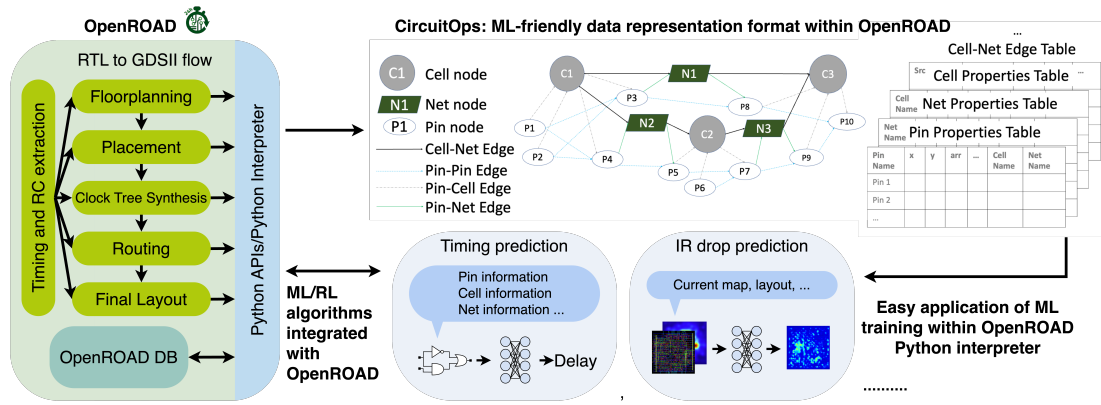 OpenROAD
24h
RTL to GDSII flow
Timing and RC extraction
Floorplanning
Placement
Clock Tree Synthesis
Routing
Final Layout
OpenROAD DB
Python APIs/Python Interpreter
CircuitOps: ML-friendly data representation format within OpenROAD
C1
Cell node
N1
Net node
P1
Pin node
Cell-Net Edge
Pin-Pin Edge
Pin-Cell Edge
Pin-Net Edge
C1
N1
C3
P3
P8
P1
N2
C2
N3
P10
P2
P4
P5
P7
P9
P6
...
Cell-Net Edge Table
Src
...
Cell Properties Table
Cell
Name
Net Properties Table
Net
Name
Pin Properties Table
Pin Name x y arr ... Cell Name Net Name
Pin 1
Pin 2
...
ML/RL
algorithms
integrated
with
OpenROAD
Timing prediction
Pin information
Cell information
Net information ...
Delay
,
IR drop prediction
Current map, layout, ...
Easy application of ML
training within OpenROAD
Python interpreter
..........